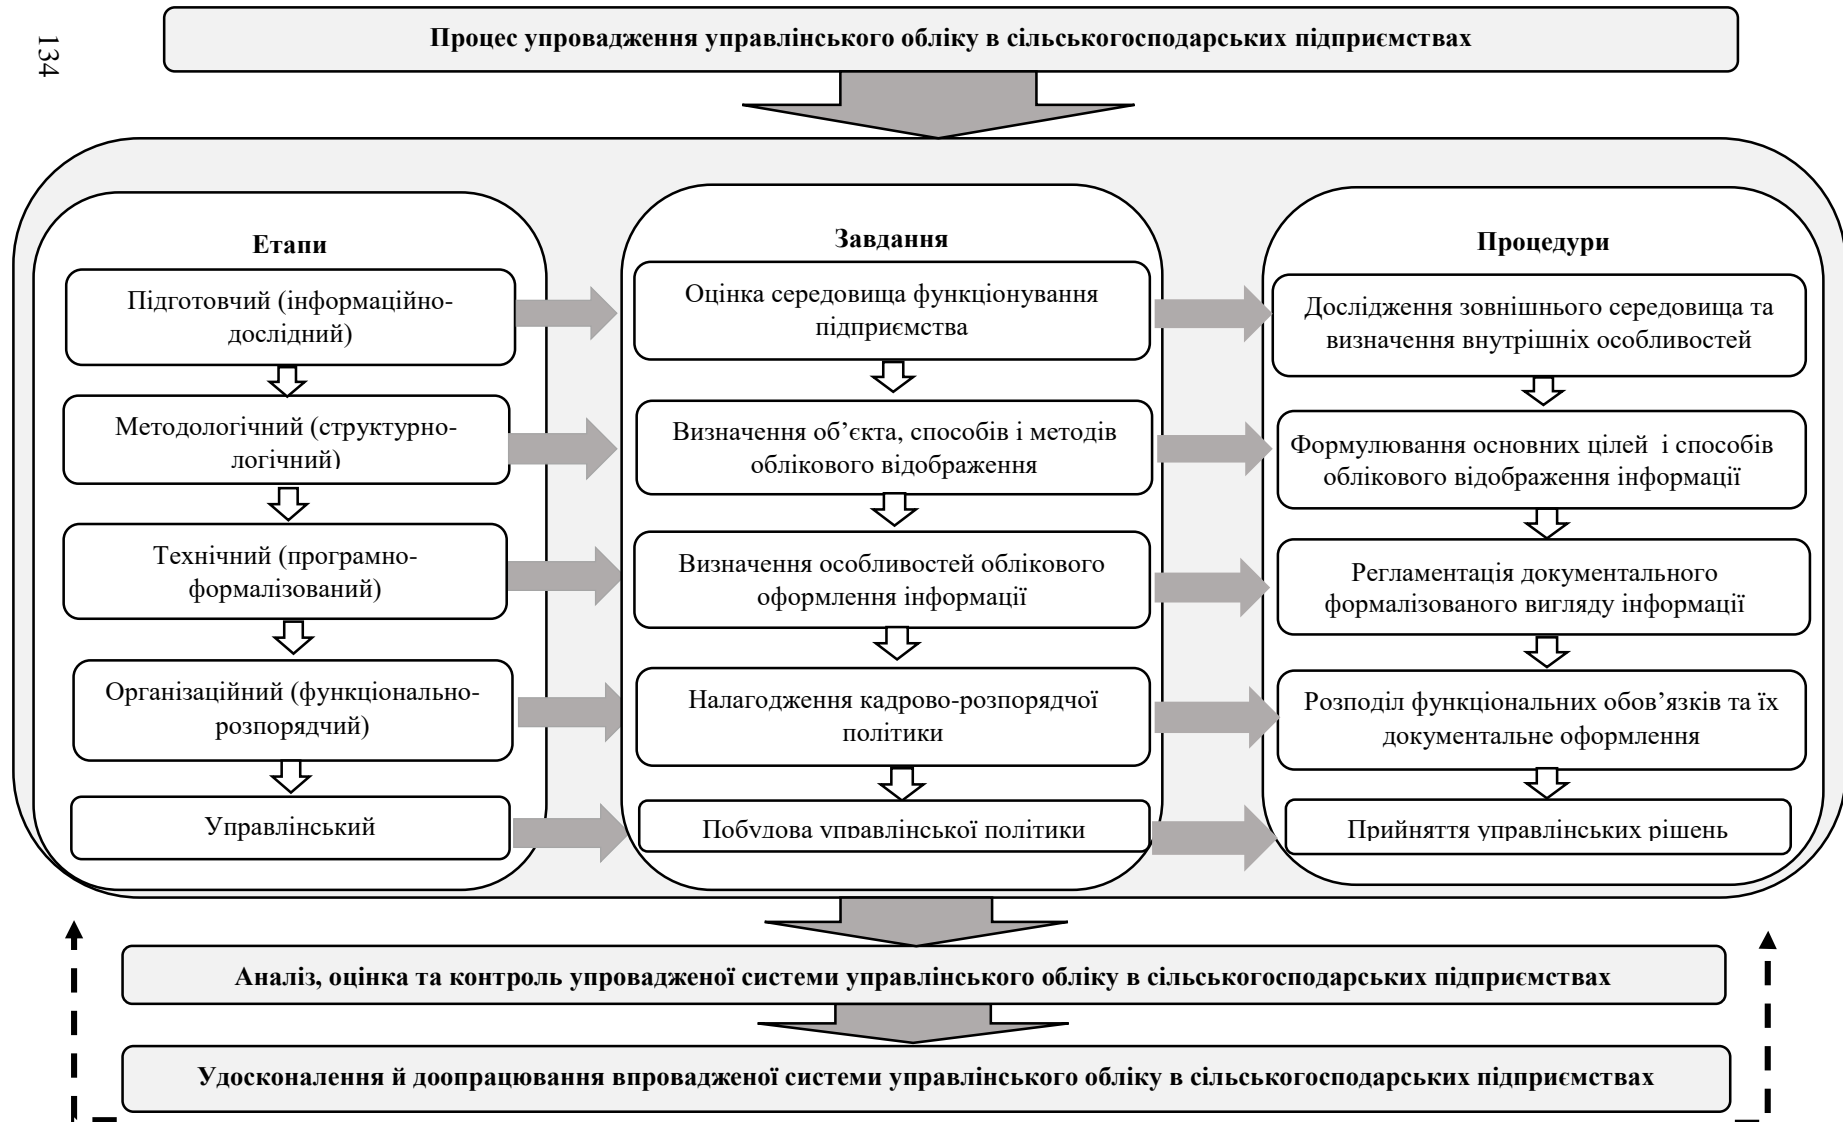 134
Процес упровадження управлінського обліку в сільськогосподарських підприємствах
Етапи
Підготовчий (інформаційно-
дослідний)
Методологічний (структурно-
логічний)
Технічний (програмно-
формалізований)
Організаційний (функціонально-
розпорядчий)
Управлінський
Завдання
Оцінка середовища функціонування
підприємства
Визначення об’єкта, способів і методів
облікового відображення
Визначення особливостей облікового
оформлення інформації
Налагодження кадрово-розпорядчої
політики
Побудова управлінської політики
Процедури
Дослідження зовнішнього середовища та
визначення внутрішніх особливостей
Формулювання основних цілей і способів
облікового відображення інформації
Регламентація документального
формалізованого вигляду інформації
Розподіл функціональних обов’язків та їх
документальне оформлення
Прийняття управлінських рішень
Аналіз, оцінка та контроль упровадженої системи управлінського обліку в сільськогосподарських підприємствах
Удосконалення й доопрацювання впровадженої системи управлінського обліку в сільськогосподарських підприємствах